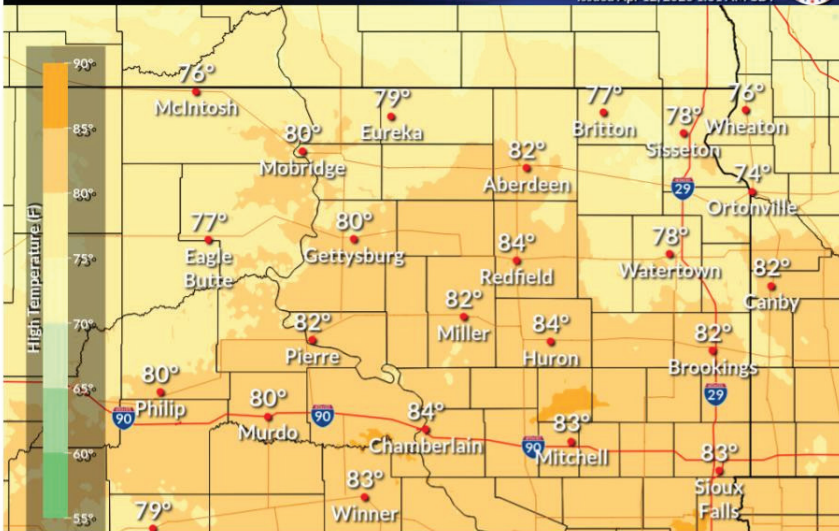 90°
85°
80°
75°
70°
65°
60°
55°
High Temperature (F)
76°
McIntosh
79°
Eureka
77°
Britton
78°
Sisseton
76°
Wheaton
80°
Mobridge
82°
Aberdeen
74°
Ortonville
29
77°
Eagle
Butte
80°
Gettysburg
84°
Redfield
78°
Watertown
82°
Canby
82°
Pierre
82°
Miller
84°
Huron
82°
Brookings
29
80°
Philip
90
80°
Murdo
90
84°
Chamberlain
90
83°
Mitchell
83°
Sioux
Falls
83°
Winner
79°